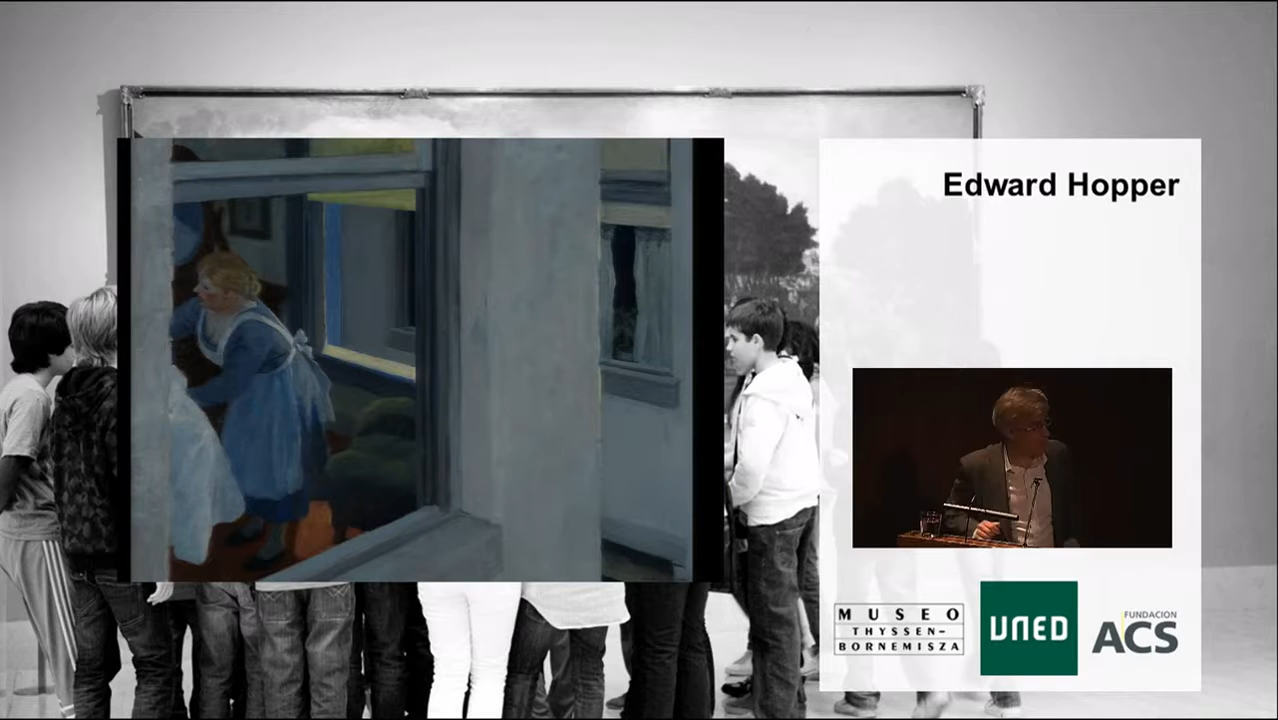 Edward Hopper
MUSEO
THYSSEN-
BORNEMISZA
UNED
FUNDACION
ACS